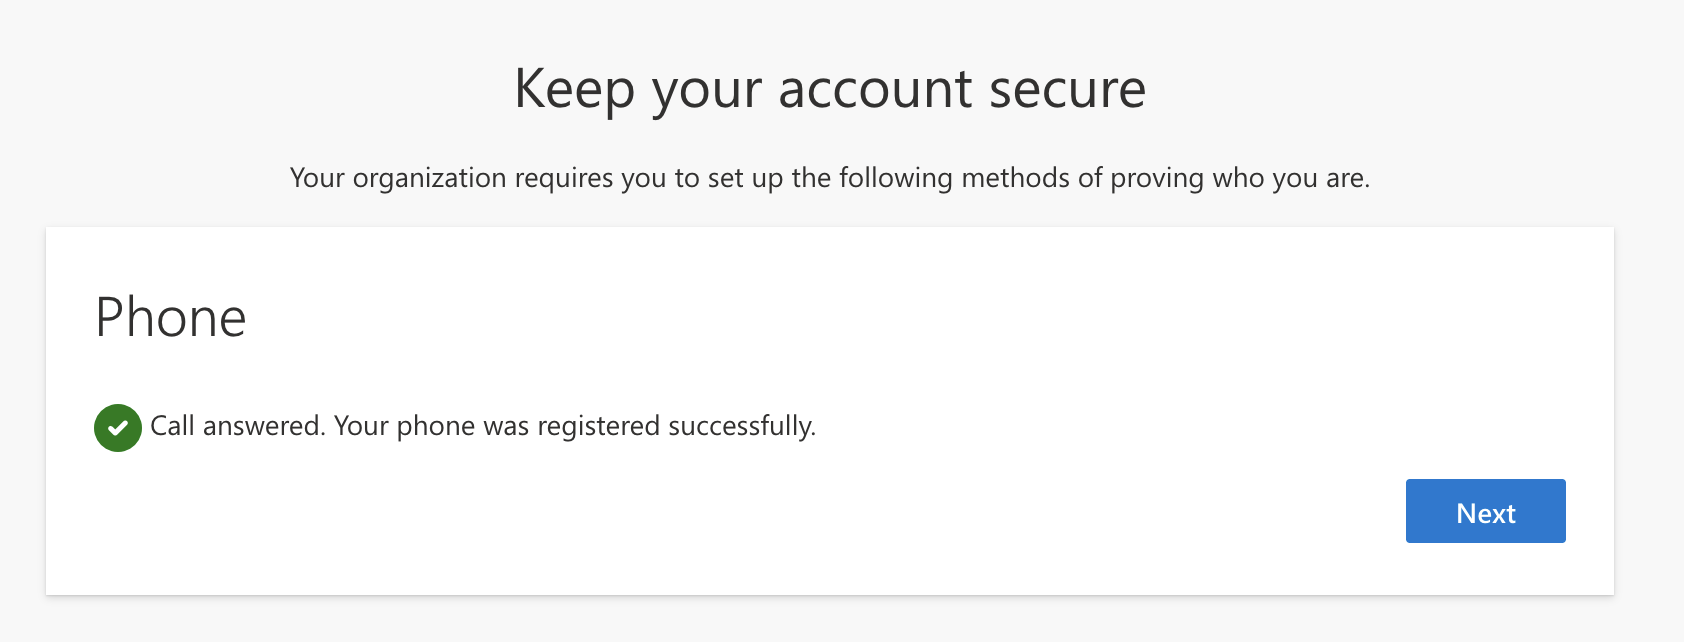 Keep your account secure
Your organization requires you to set up the following methods of proving who you are.
Phone
Call answered. Your phone was registered successfully.
Next